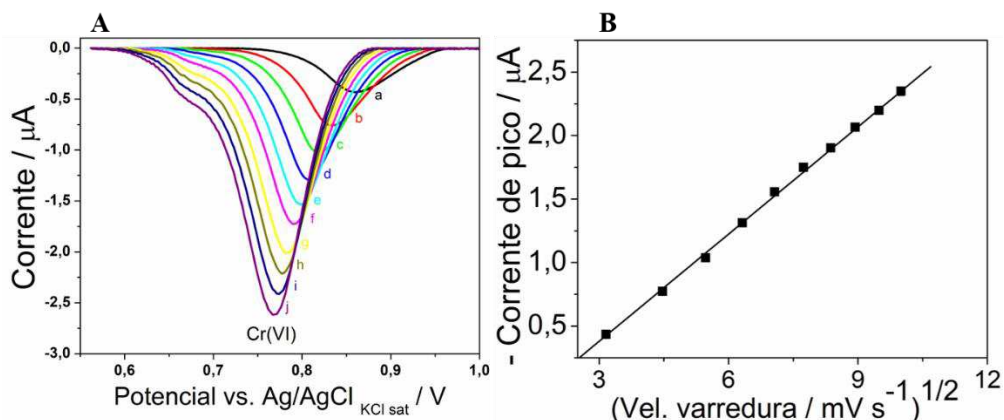 A
Corrente / µA
0,0
-0,5
-1,0
-1,5
-2,0
-2,5
-3,0
a
b
c
d
e
f
g
h
i
j
Cr(VI)
0,6 0,7 0,8 0,9 1,0
Potencial vs. Ag/AgCl KCl sat / V
B
- Corrente de pico / µA
-2,5
2,0
1,5
1,0
0,5
3 6 9 12
(Vel. varredura / mV s-1)1/2